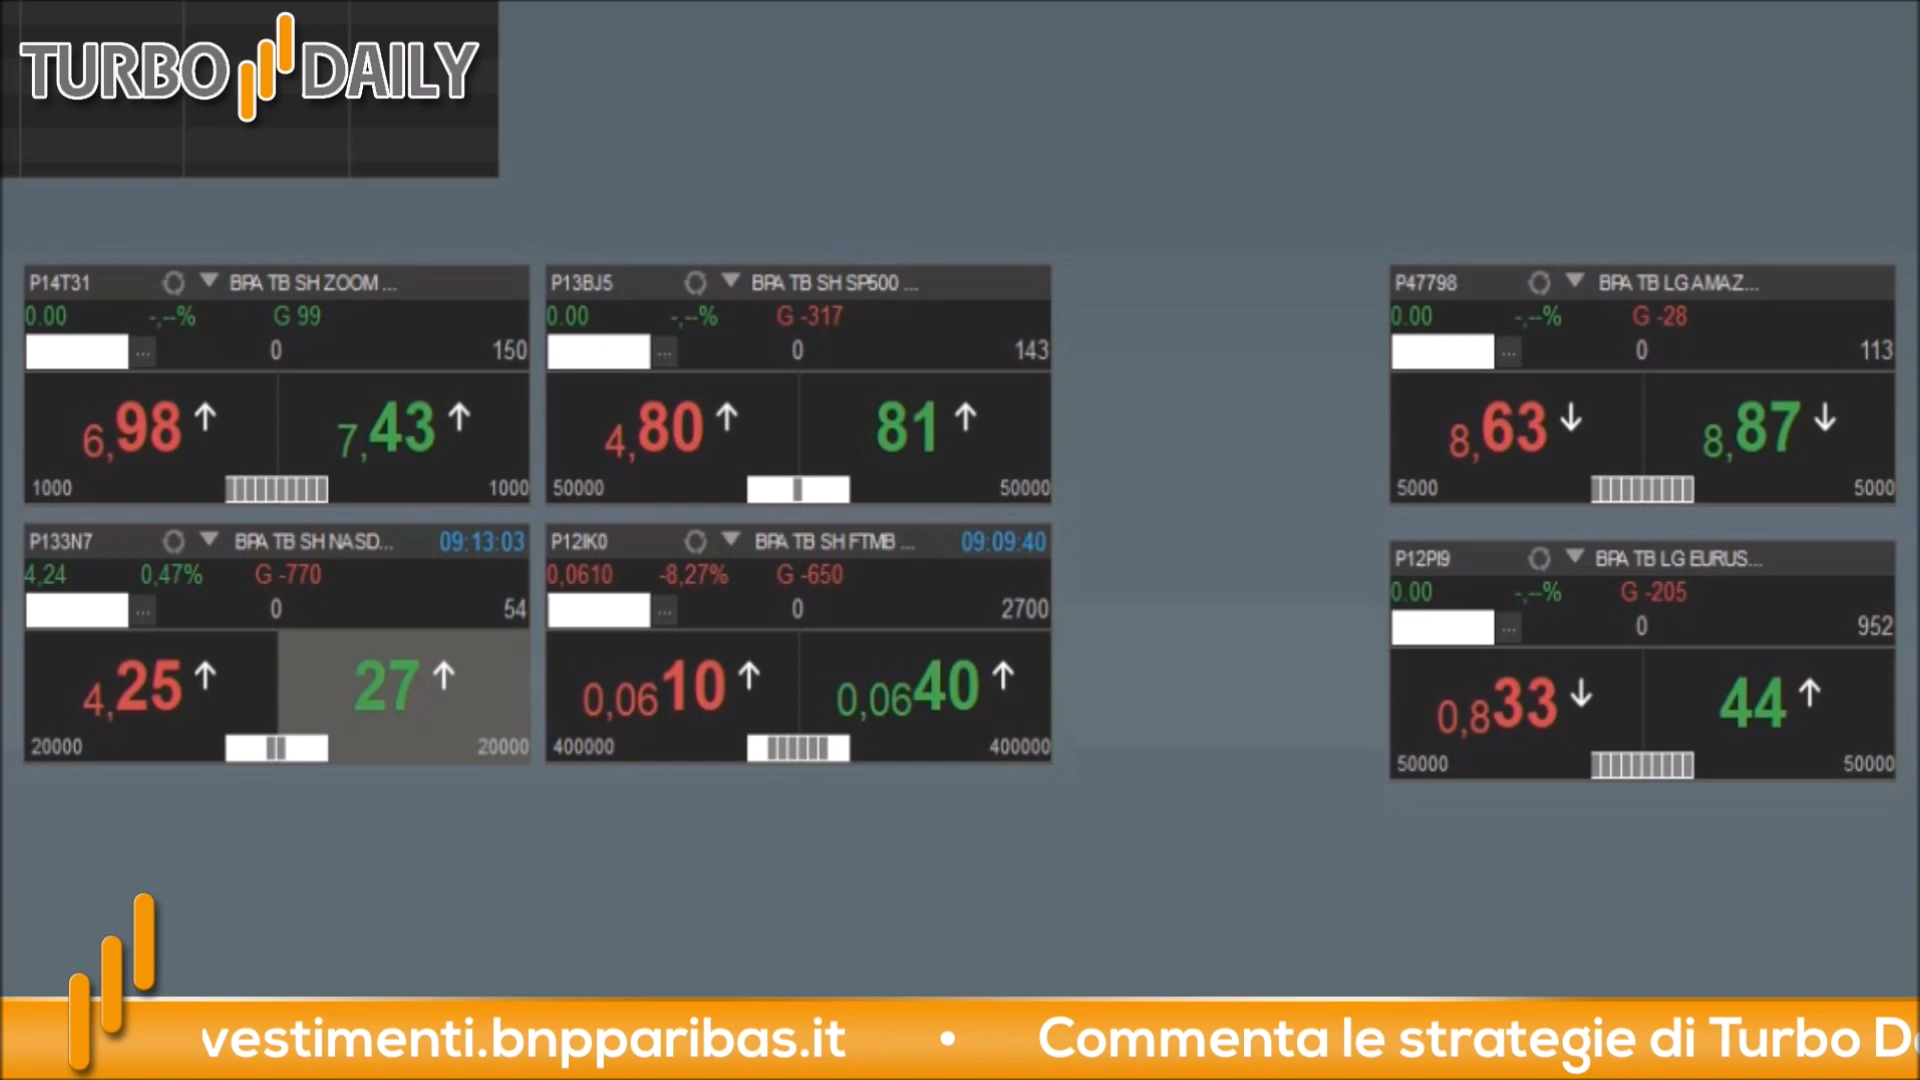 TURBO DAILY
P14T31 BPA TB SH ZOOM ...
0.00 -,--% G 99
... 0 150
6,98 7,43
1000 1000
P13BJ5 BPA TB SH SP500 ...
0.00 -,--% G -317
... 0 143
4,80 81
50000 50000
P47798 BPA TB LG AMAZ...
0.00 -,--% G -28
... 0 113
8,63 8,87
5000 5000
P133N7 BPA TB SH NASD... 09:13:03
4,24 0,47% G -770
... 0 54
4,25 27
20000 20000
P12IK0 BPA TB SH FTMB ... 09:09:40
0,0610 -8,27% G -650
... 0 2700
0,0610 0,0640
400000 400000
P12PI9 BPA TB LG EURUS...
0.00 -,--% G -205
... 0 952
0,833 44
50000 50000
vestimenti.bnpparibas.it • Commenta le strategie di Turbo Da